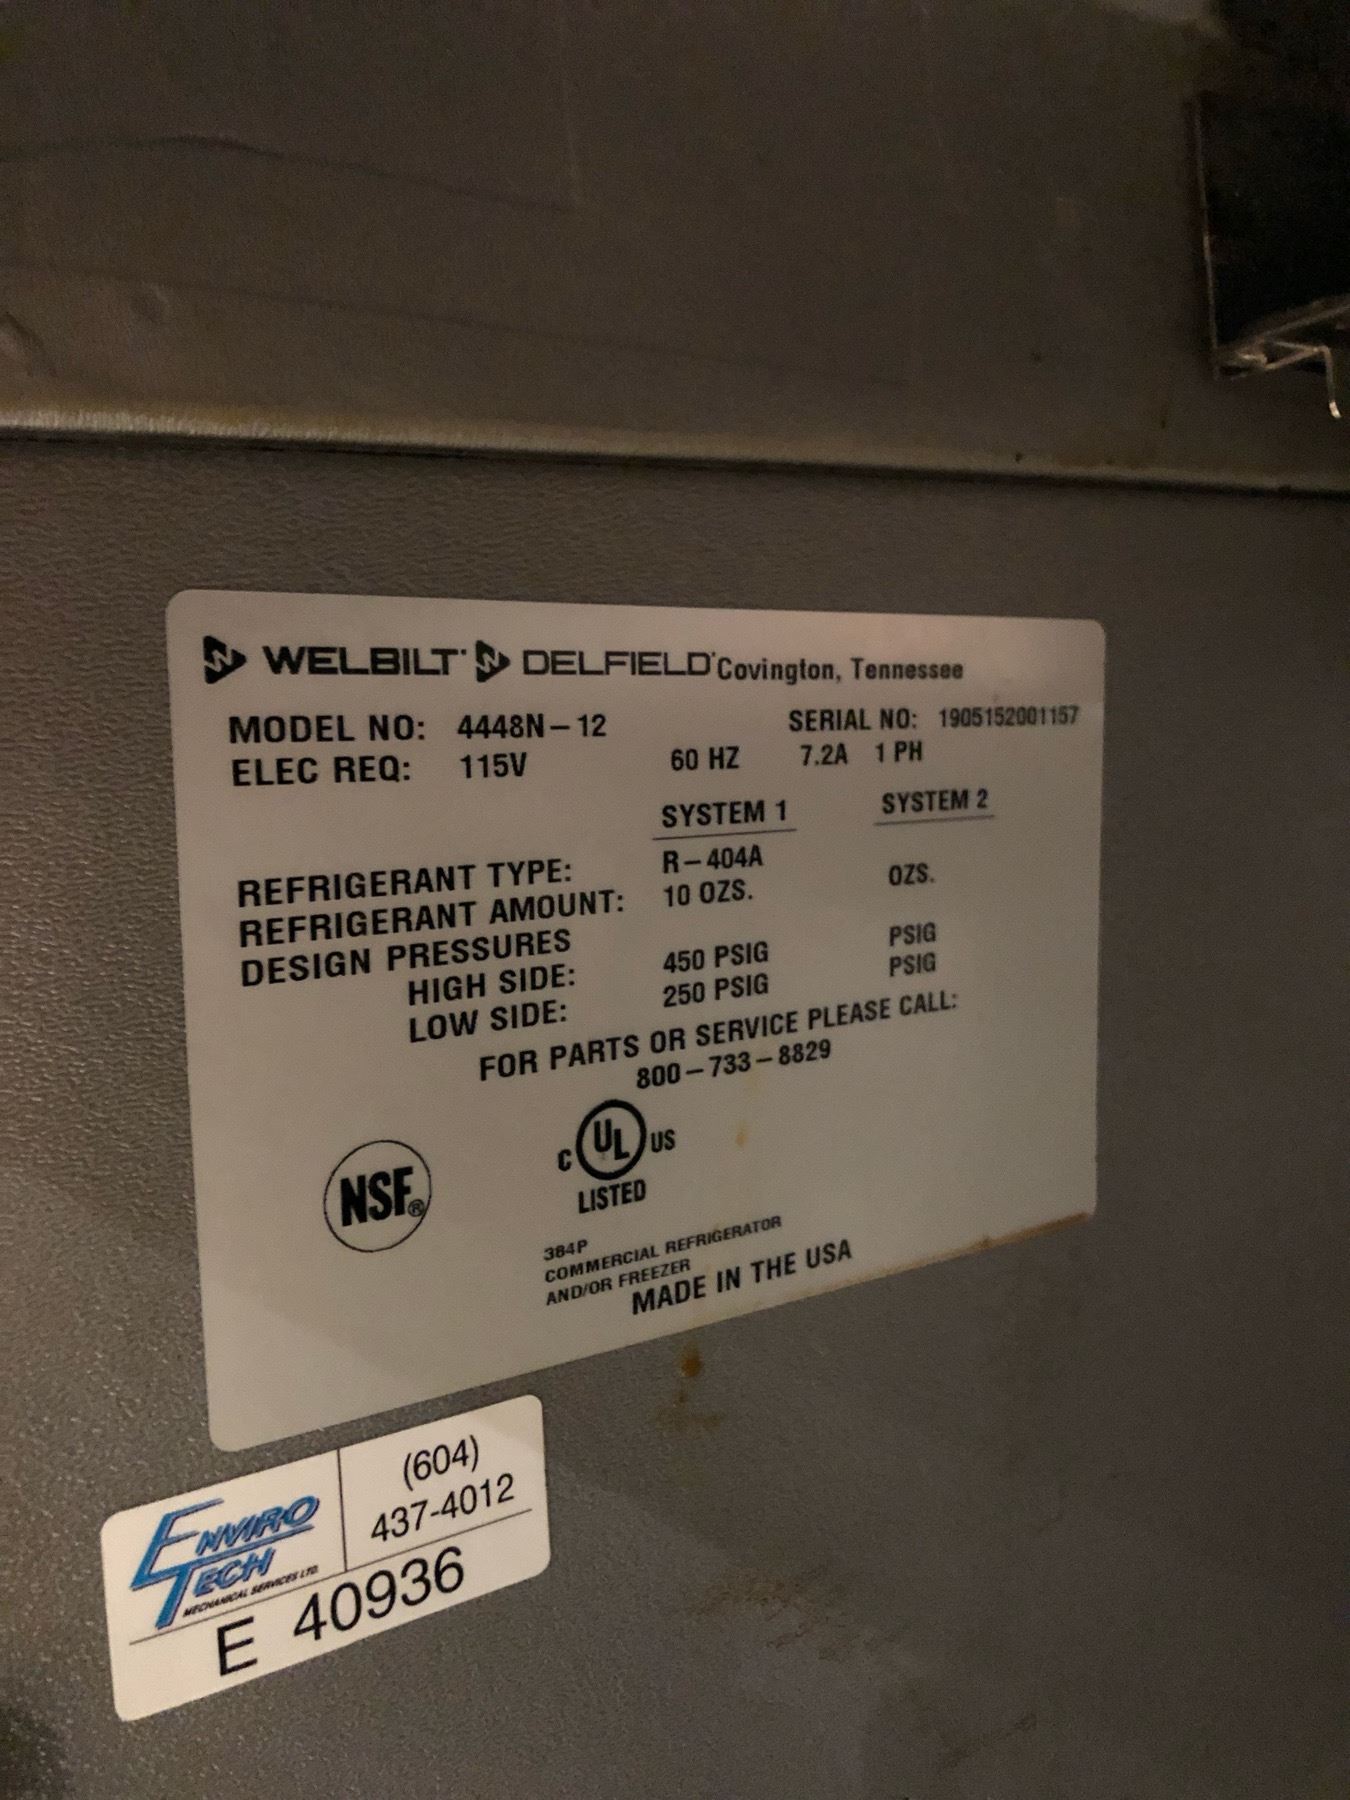 WELBILT DELFIELD Covington, Tennessee
MODEL NO: 4448N-12 SERIAL NO: 1905152001157
ELEC REQ: 115V 60 HZ 7.2A 1 PH
SYSTEM 1 SYSTEM 2
REFRIGERANT TYPE: R-404A
REFRIGERANT AMOUNT: 10 OZS. OZS.
DESIGN PRESSURES
HIGH SIDE: 450 PSIG PSIG
LOW SIDE: 250 PSIG PSIG
FOR PARTS OR SERVICE PLEASE CALL:
800-733-8829
NSF®
C UL US
LISTED
384P
COMMERCIAL REFRIGERATOR
AND/OR FREEZER
MADE IN THE USA
ENVIRO
TECH
MECHANICAL SERVICES LTD.
(604)
437-4012
E 40936